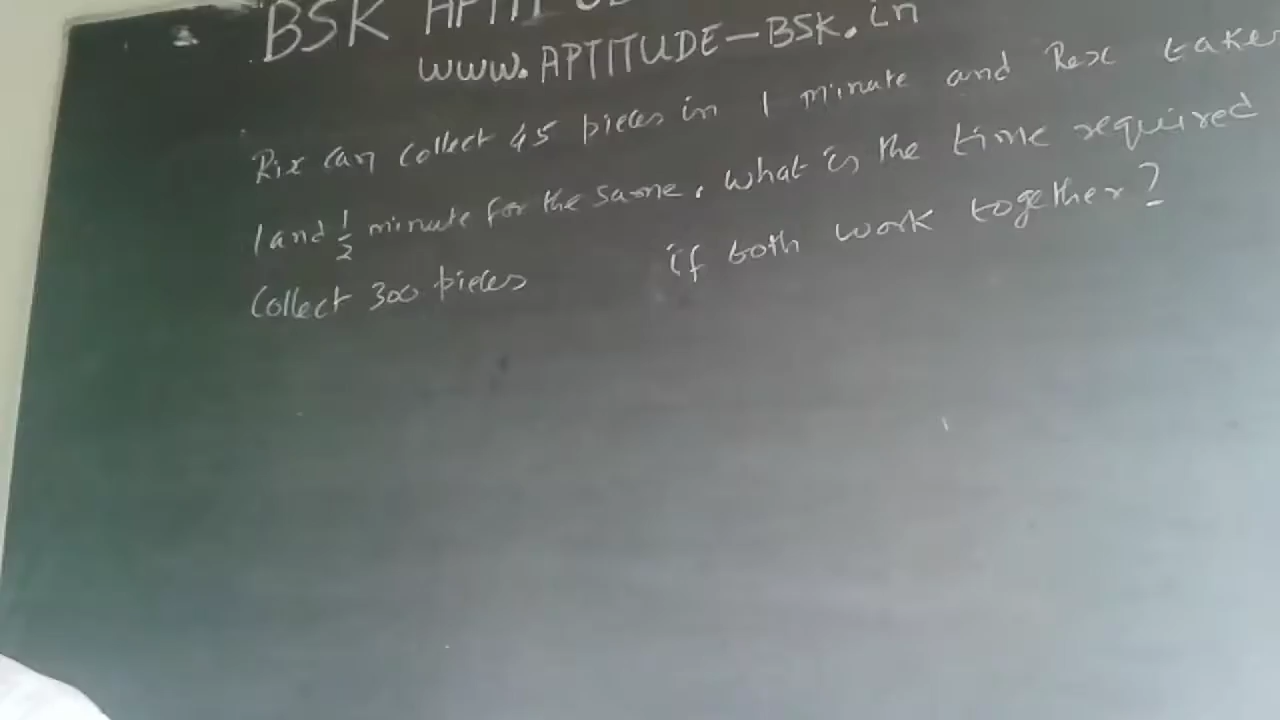 BSK APTITUD
www.APTITUDE-BSK.in
Rix can collect 45 pieces in 1 minute and Rex takes
1 and 1/2 minute for the same. what is the time required
collect 300 pieces if both work together?